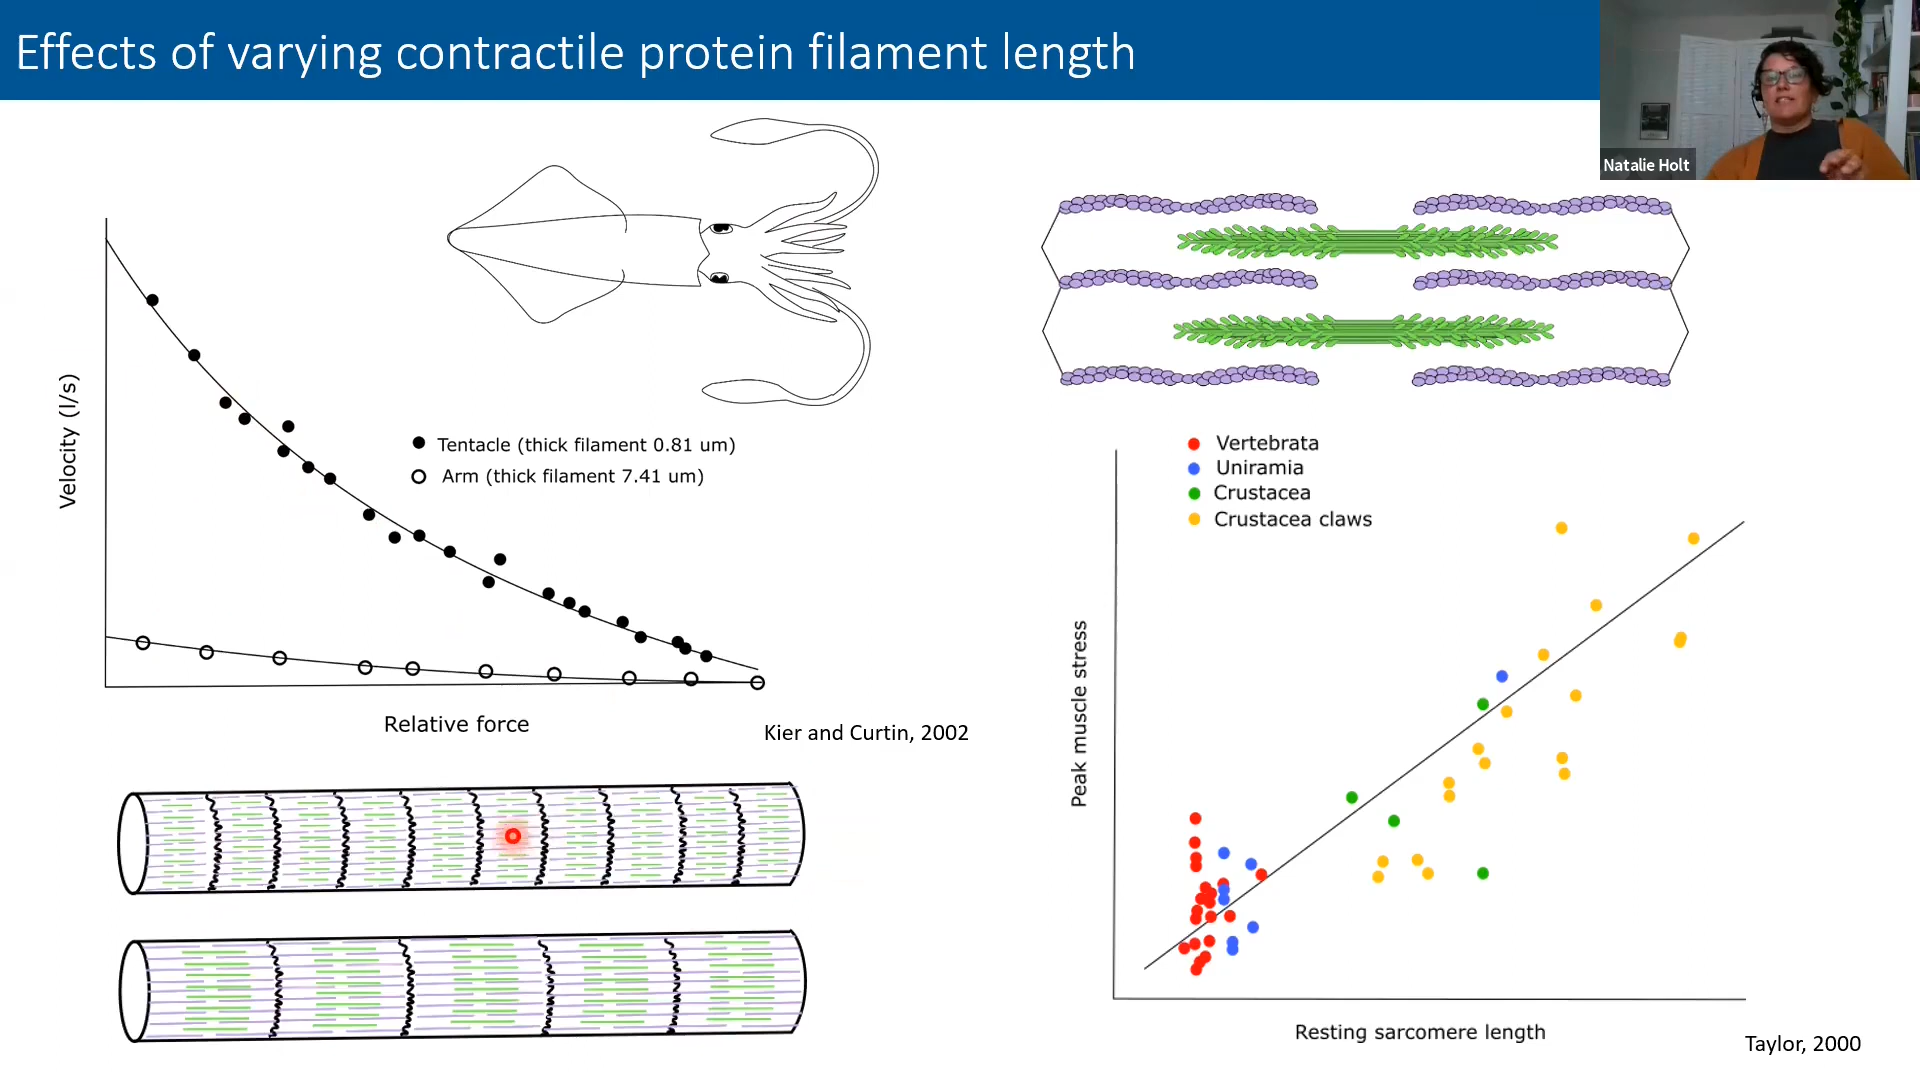 Effects of varying contractile protein filament length
Natalie Holt
Velocity (l/s)
Tentacle (thick filament 0.81 um)
Arm (thick filament 7.41 um)
Relative force
Kier and Curtin, 2002
Vertebrata
Uniramia
Crustacea
Crustacea claws
Peak muscle stress
Resting sarcomere length
Taylor, 2000